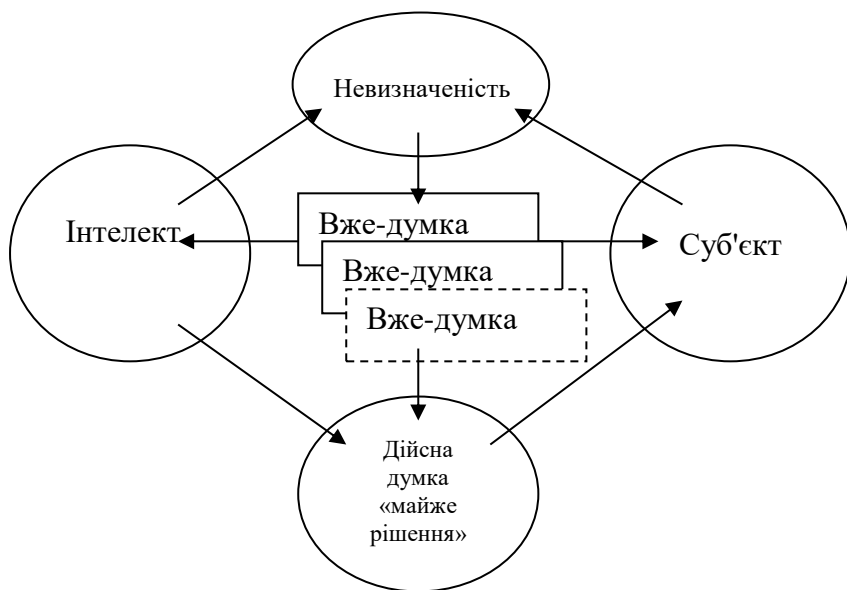 Невизначеність
Інтелект
Вже-думка
Вже-думка
Вже-думка
Суб'єкт
Дійсна
думка
«майже
рішення»